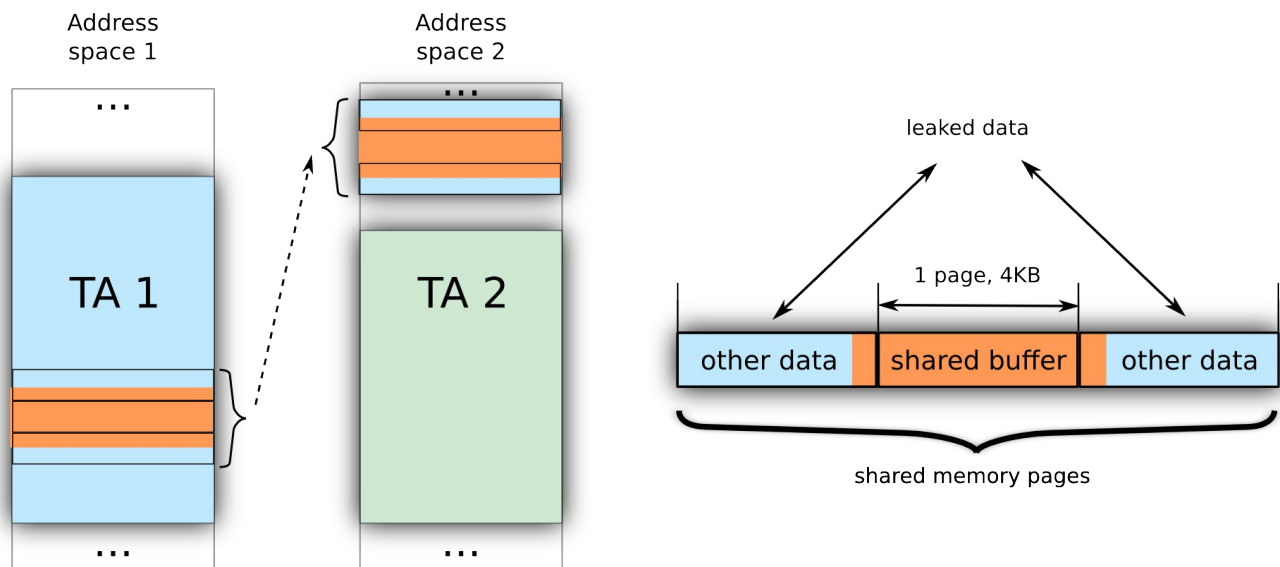 Address
space 1
Address
space 2
...
...
TA 1
TA 2
...
...
leaked data
1 page, 4KB
other data
shared buffer
other data
shared memory pages